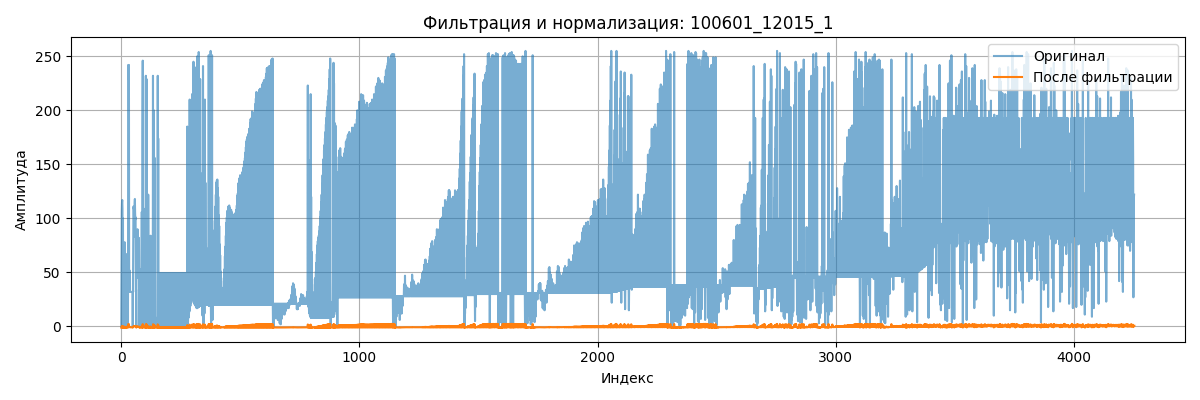 Фильтрация и нормализация: 100601_12015_1
Оригинал
После фильтрации
Амплитуда
250
200
150
100
50
0
0 1000 2000 3000 4000
Индекс